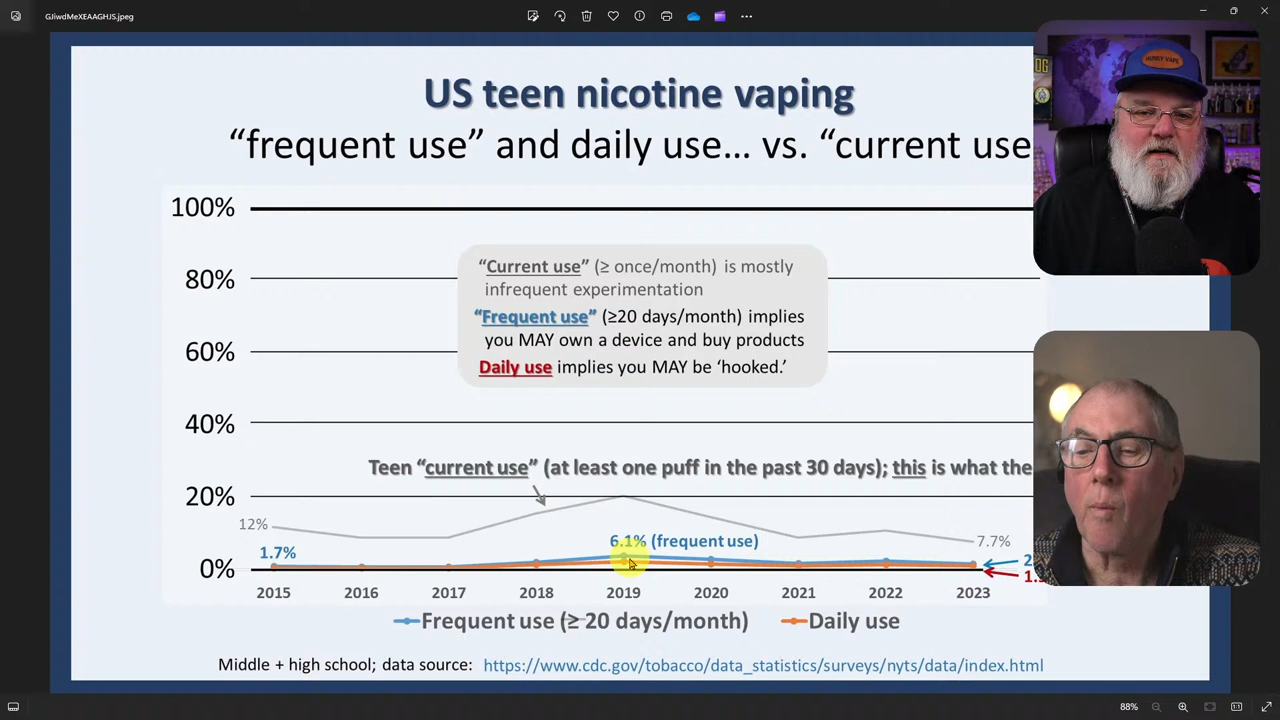 GJiwdMeXEAAGHJS.jpeg
US teen nicotine vaping
“frequent use” and daily use… vs. “current use
100%
80%
60%
40%
20%
0%
“Current use” (≥ once/month) is mostly
infrequent experimentation
“Frequent use” (≥20 days/month) implies
you MAY own a device and buy products
Daily use implies you MAY be ‘hooked.’
Teen “current use” (at least one puff in the past 30 days); this is what the
12%
1.7%
6.1% (frequent use)
7.7%
2015 2016 2017 2018 2019 2020 2021 2022 2023
Frequent use (≥ 20 days/month) Daily use
Middle + high school; data source: https://www.cdc.gov/tobacco/data_statistics/surveys/nyts/data/index.html
88%